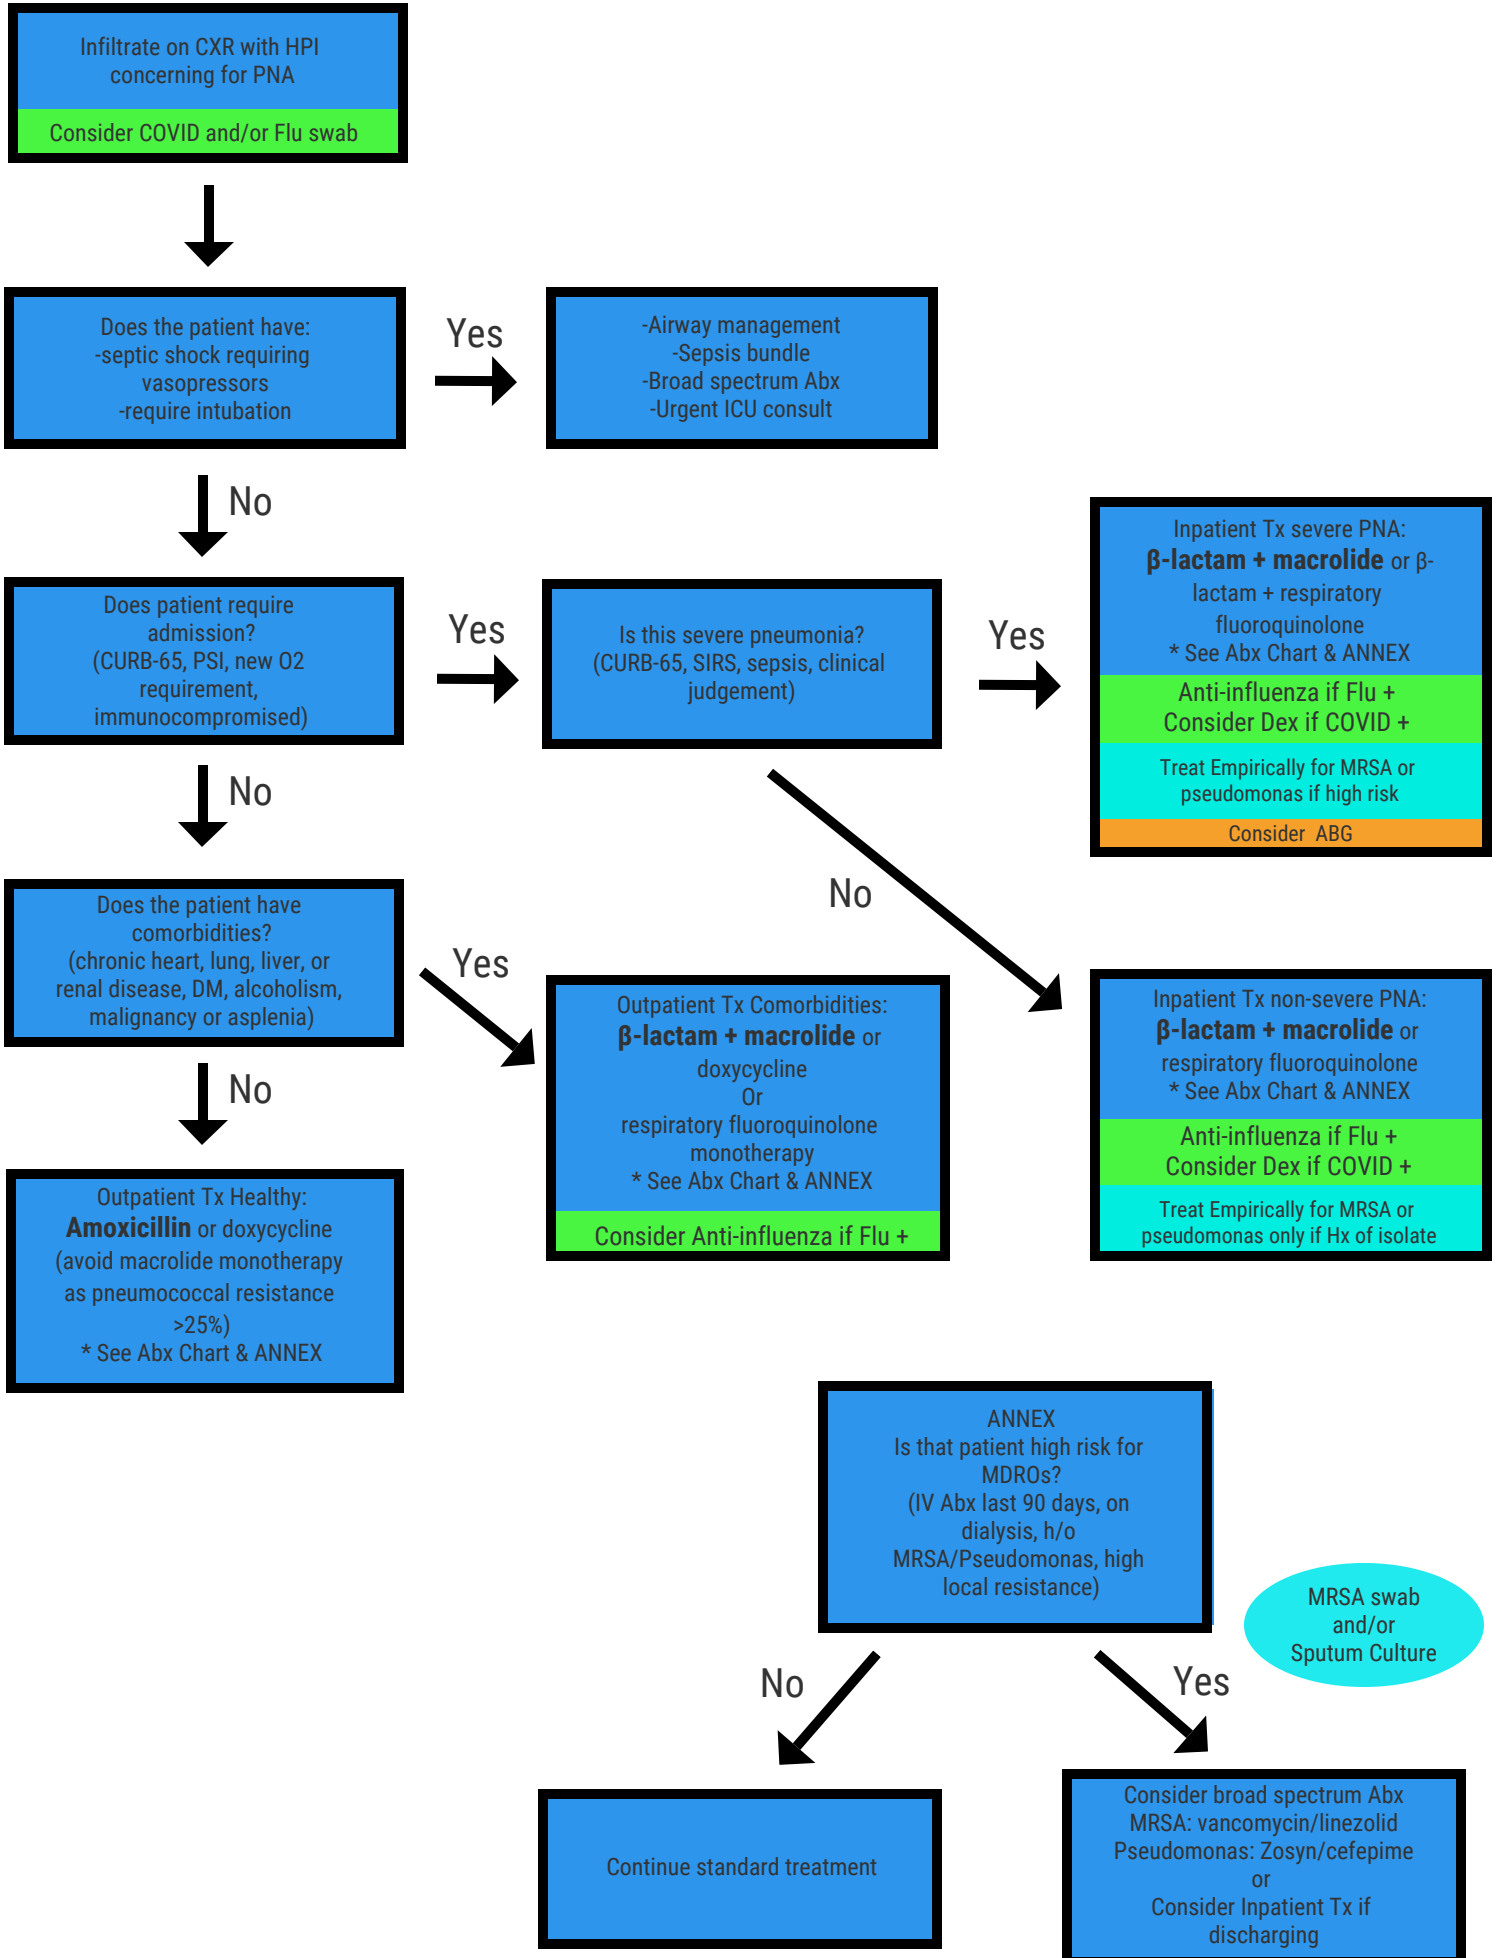 Infiltrate on CXR with HPI
concerning for PNA
Consider COVID and/or Flu swab
Does the patient have:
-septic shock requiring
vasopressors
-require intubation
Yes
-Airway management
-Sepsis bundle
-Broad spectrum Abx
-Urgent ICU consult
No
Does patient require
admission?
(CURB-65, PSI, new O2
requirement,
immunocompromised)
Yes
Is this severe pneumonia?
(CURB-65, SIRS, sepsis, clinical
judgement)
Yes
Inpatient Tx severe PNA:
β-lactam + macrolide or β-
lactam + respiratory
fluoroquinolone
* See Abx Chart & ANNEX
Anti-influenza if Flu +
Consider Dex if COVID +
Treat Empirically for MRSA or
pseudomonas if high risk
Consider ABG
No
No
Does the patient have
comorbidities?
(chronic heart, lung, liver, or
renal disease, DM, alcoholism,
malignancy or asplenia)
Yes
Outpatient Tx Comorbidities:
β-lactam + macrolide or
doxycycline
Or
respiratory fluoroquinolone
monotherapy
* See Abx Chart & ANNEX
Consider Anti-influenza if Flu +
Inpatient Tx non-severe PNA:
β-lactam + macrolide or
respiratory fluoroquinolone
* See Abx Chart & ANNEX
Anti-influenza if Flu +
Consider Dex if COVID +
Treat Empirically for MRSA or
pseudomonas only if Hx of isolate
No
Outpatient Tx Healthy:
Amoxicillin or doxycycline
(avoid macrolide monotherapy
as pneumococcal resistance
>25%)
* See Abx Chart & ANNEX
ANNEX
Is that patient high risk for
MDROs?
(IV Abx last 90 days, on
dialysis, h/o
MRSA/Pseudomonas, high
local resistance)
MRSA swab
and/or
Sputum Culture
No
Yes
Continue standard treatment
Consider broad spectrum Abx
MRSA: vancomycin/linezolid
Pseudomonas: Zosyn/cefepime
or
Consider Inpatient Tx if
discharging